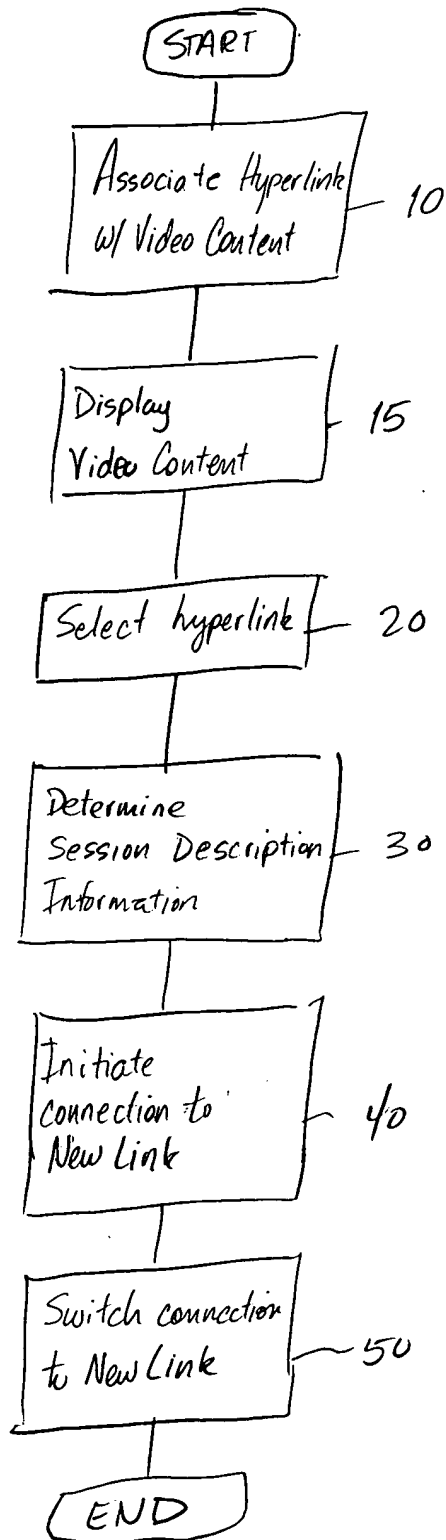 START
Associate Hyperlink
w/ Video Content
10
Display
Video Content
15
Select hyperlink
20
Determine
Session Description
Information
30
Initiate
connection to
New Link
40
Switch connection
to New Link
50
END